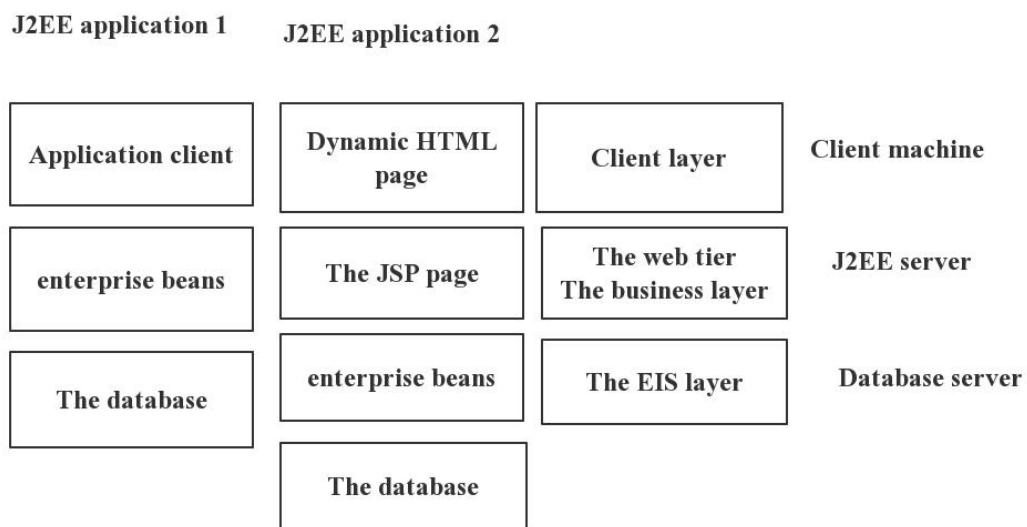 J2EE application 1
J2EE application 2
Application client
Dynamic HTML
page
Client layer
Client machine
enterprise beans
The JSP page
The web tier
The business layer
J2EE server
The database
enterprise beans
The EIS layer
Database server
The database